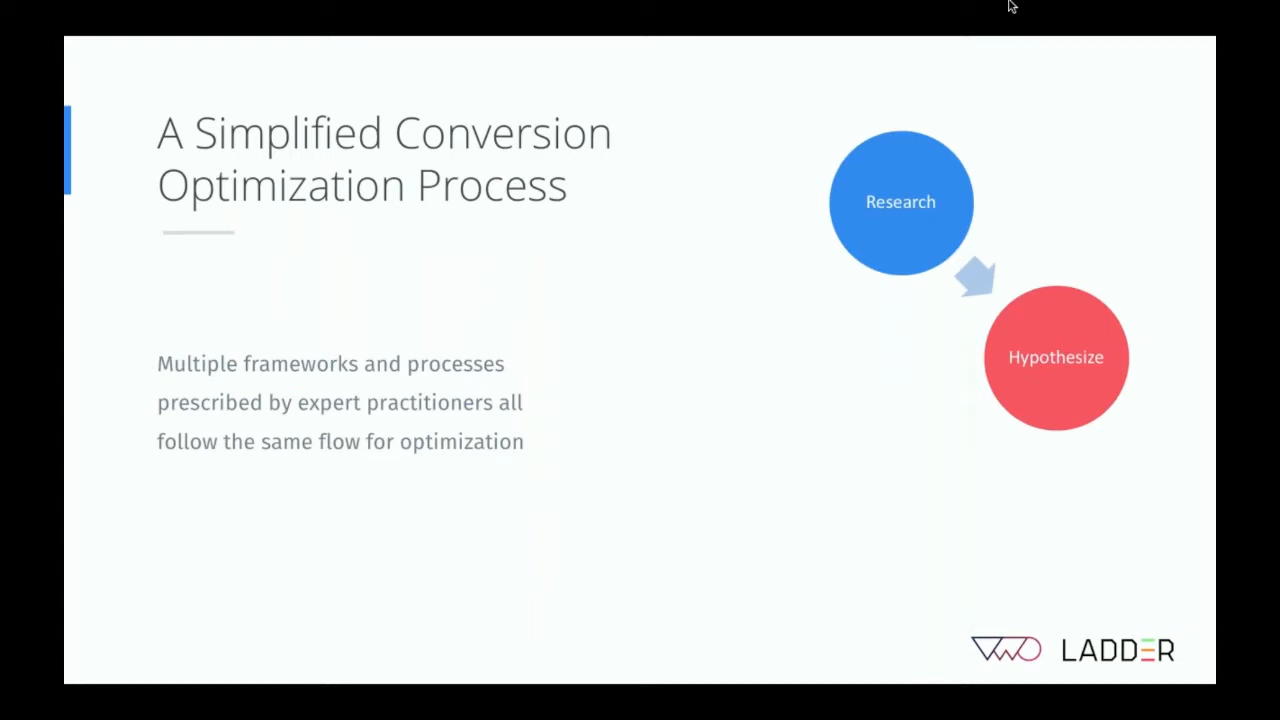 A Simplified Conversion
Optimization Process
Research
Hypothesize
Multiple frameworks and processes
prescribed by expert practitioners all
follow the same flow for optimization
VWO LADDER